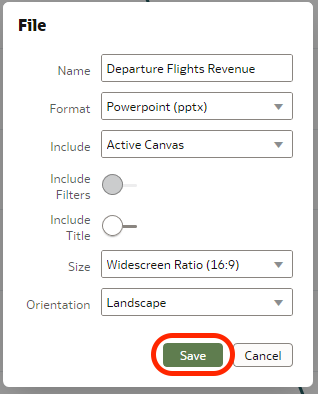 File
Name Departure Flights Revenue
Format Powerpoint (pptx)
Include Active Canvas
Include
Filters
Include
Title
Size Widescreen Ratio (16:9)
Orientation Landscape
Save Cancel